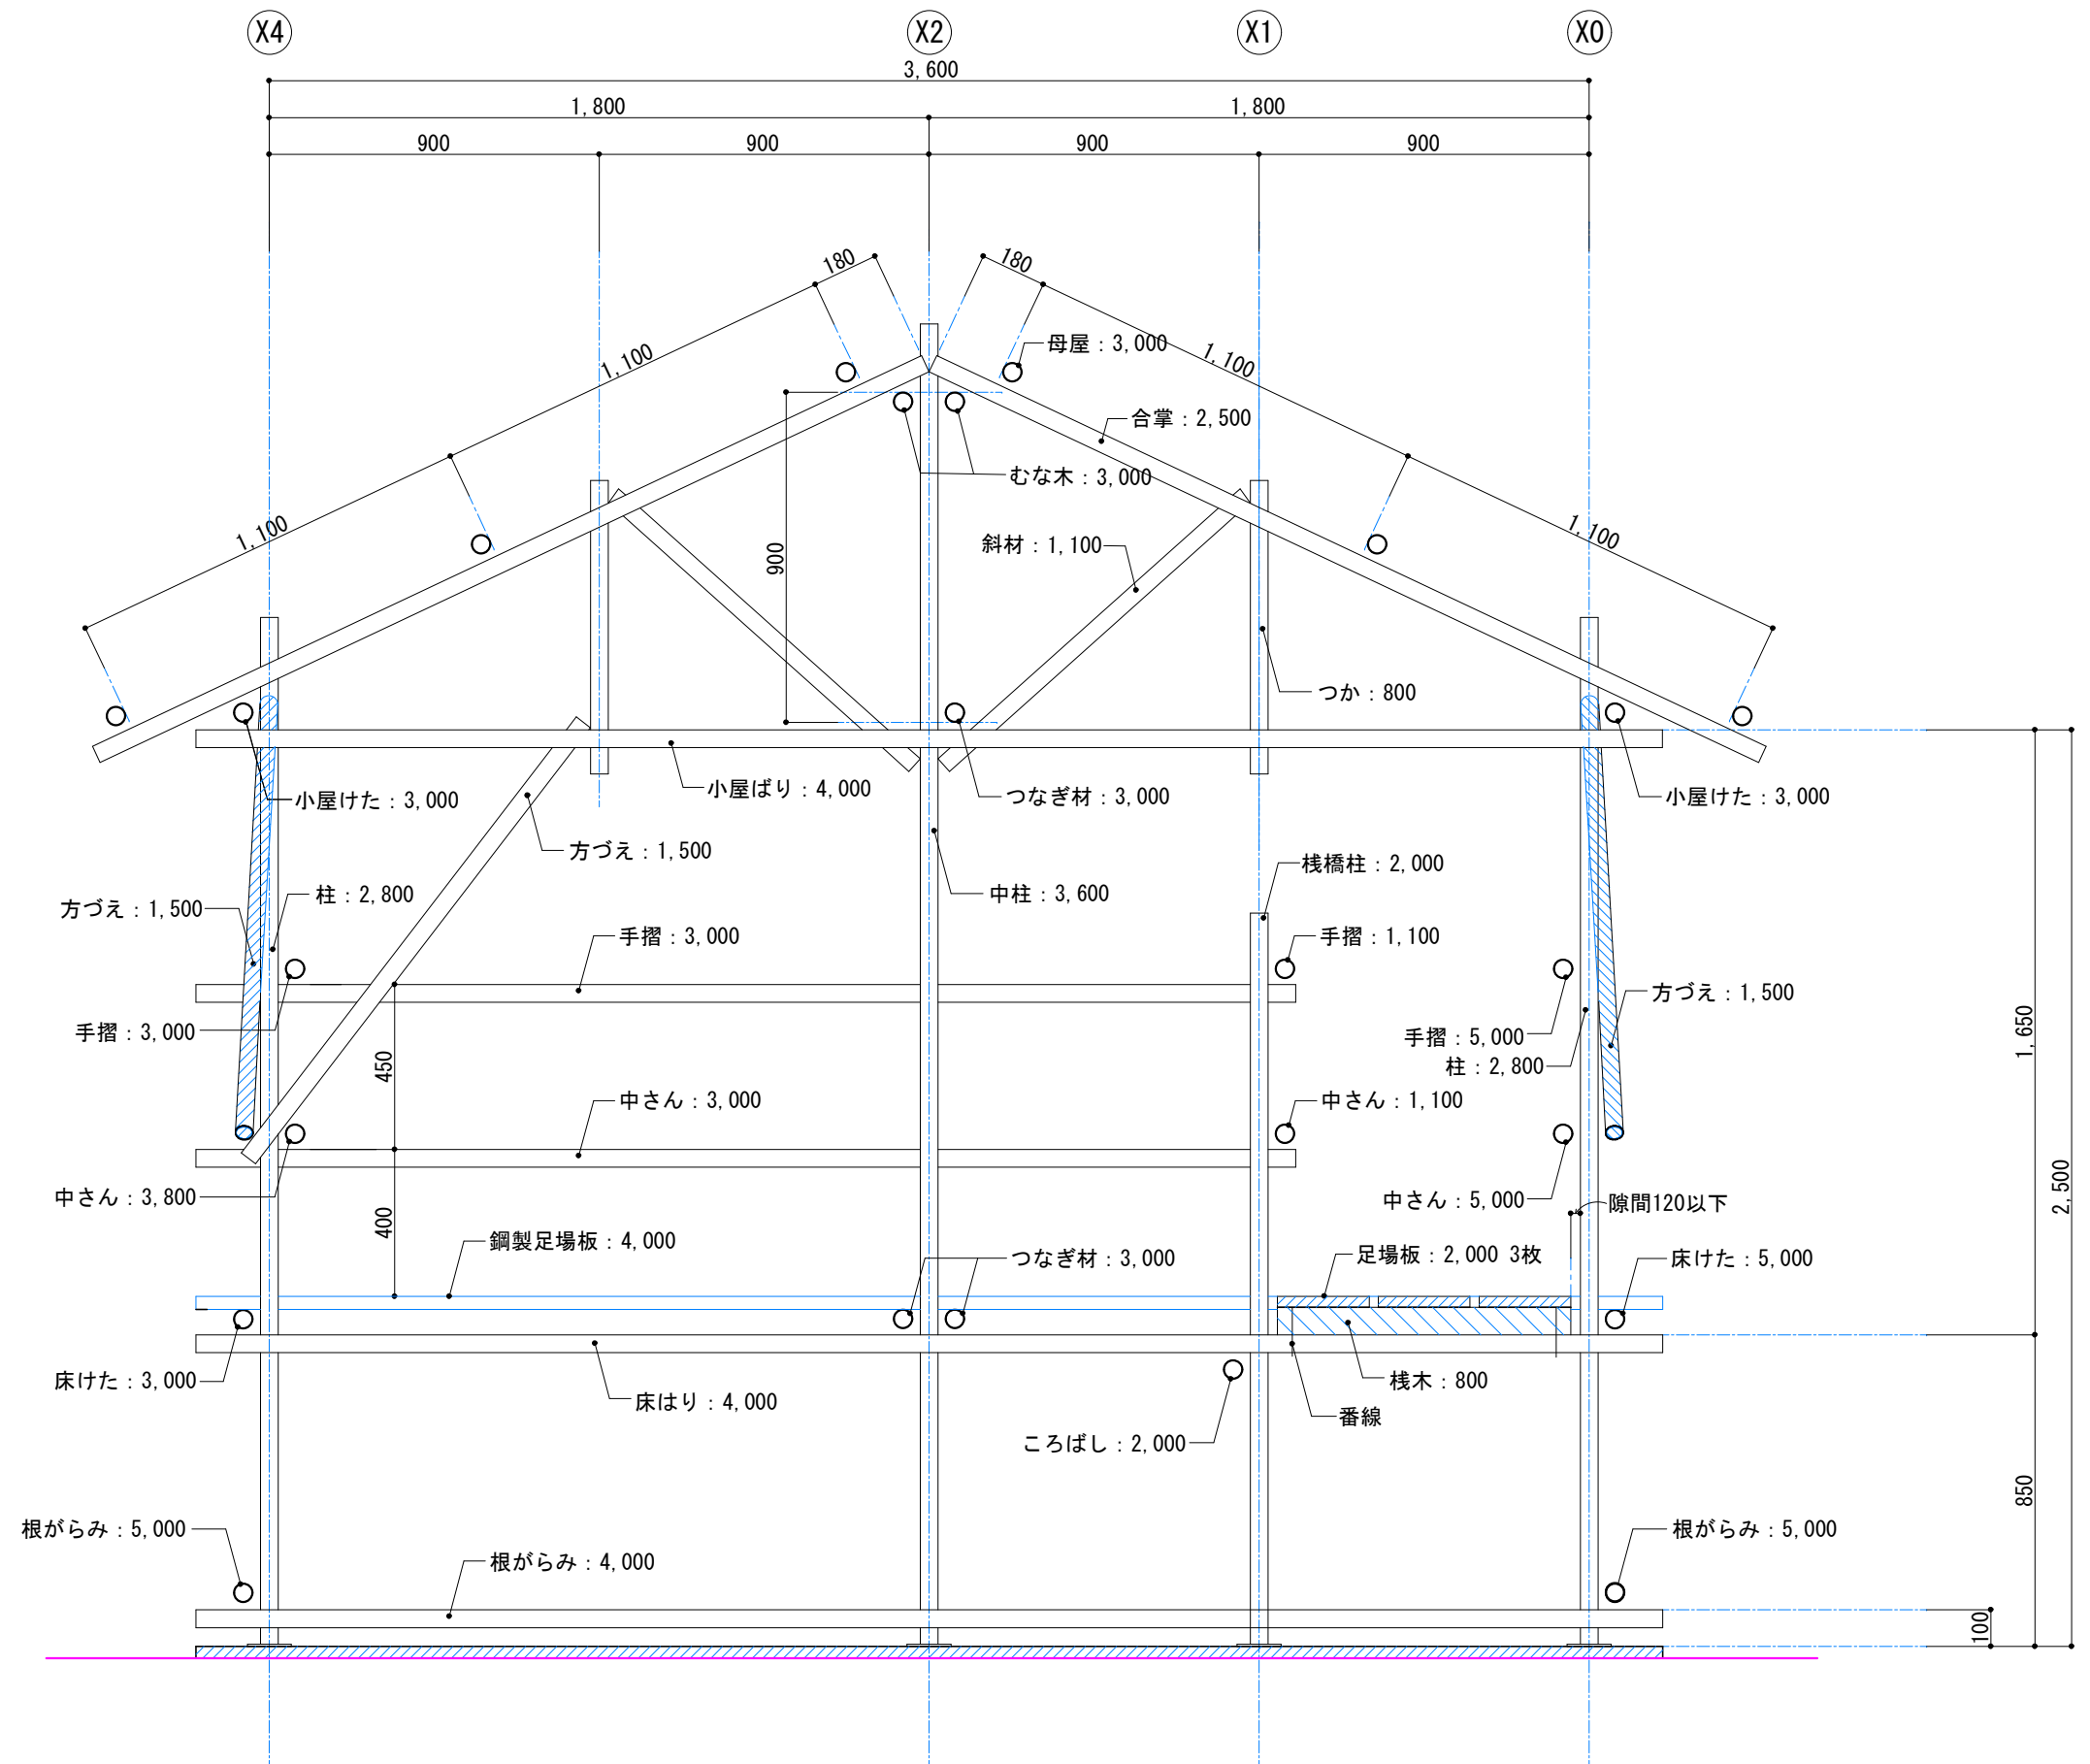 X4 X2 X1 X0
3,600
1,800 1,800
900 900 900 900
180 180
母屋：3,000
1,100 1,100
合掌：2,500
むな木：3,000
1,100 1,100
斜材：1,100
900
つか：800
小屋けた：3,000
小屋ばり：4,000
つなぎ材：3,000
小屋けた：3,000
方づえ：1,500
桟橋柱：2,000
柱：2,800
中柱：3,600
方づえ：1,500
手摺：3,000
手摺：1,100
方づえ：1,500
手摺：3,000
手摺：5,000
1,650
450
柱：2,800
中さん：3,000
中さん：1,100
中さん：3,800
中さん：5,000
隙間120以下
2,500
400
鋼製足場板：4,000
つなぎ材：3,000
足場板：2,000 3枚
床けた：5,000
床けた：3,000
床はり：4,000
桟木：800
番線
ころばし：2,000
850
根がらみ：5,000
根がらみ：4,000
根がらみ：5,000
100